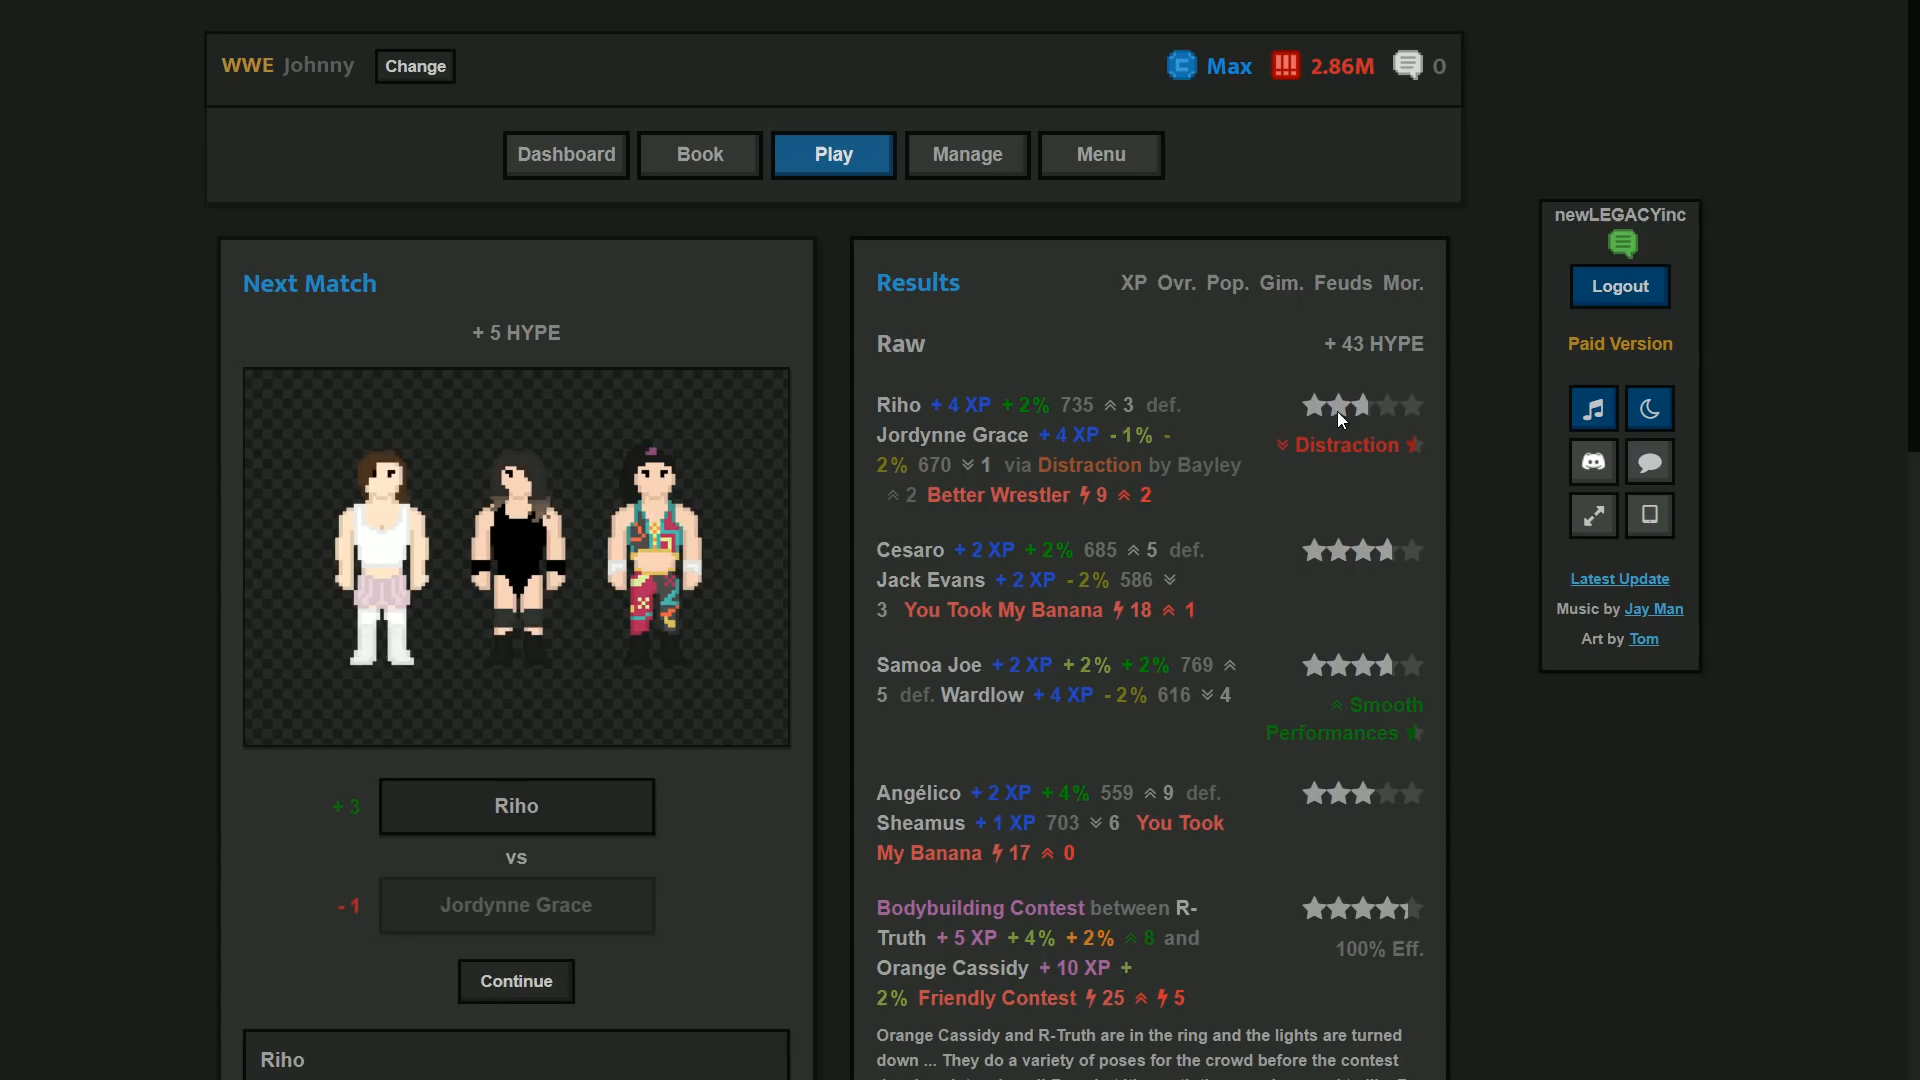 WWE Johnny Change Max 2.86M 0
Dashboard Book Play Manage Menu
Next Match
+ 5 HYPE
+ 3 Riho
vs
- 1 Jordynne Grace
Continue
Riho
Results XP Ovr. Pop. Gim. Feuds Mor.
Raw + 43 HYPE
Riho + 4 XP + 2% 735 3 def.
Jordynne Grace + 4 XP - 1% -
2% 670 1 via Distraction by Bayley
2 Better Wrestler 9 2
Distraction
Cesaro + 2 XP + 2% 685 5 def.
Jack Evans + 2 XP - 2% 586
3 You Took My Banana 18 1
Samoa Joe + 2 XP + 2% + 2% 769
5 def. Wardlow + 4 XP - 2% 616 4
Smooth
Performances
Angélico + 2 XP + 4% 559 9 def.
Sheamus + 1 XP 703 6 You Took
My Banana 17 0
Bodybuilding Contest between R-
Truth + 5 XP + 4% + 2% 8 and
Orange Cassidy + 10 XP +
2% Friendly Contest 25 5
100% Eff.
Orange Cassidy and R-Truth are in the ring and the lights are turned
down ... They do a variety of poses for the crowd before the contest
newLEGACYinc
Logout
Paid Version
Latest Update
Music by Jay Man
Art by Tom